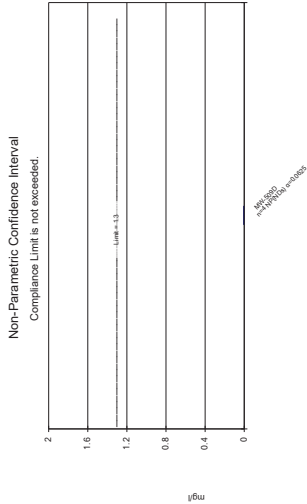 Non-Parametric Confidence Interval
Compliance Limit is not exceeded.
2
1.6
1.2
0.8
0.4
0
mg/l
Limit = 1.3
MW-509D
n=4 NP(NDs) α=0.0625